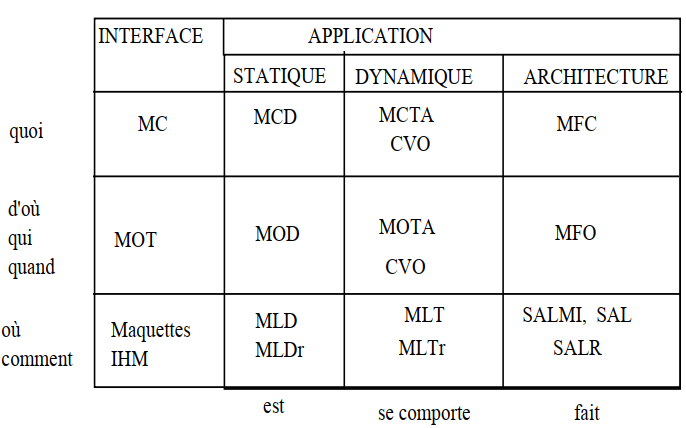 INTERFACE APPLICATION
STATIQUE DYNAMIQUE ARCHITECTURE
quoi MC MCD MCTA MFC
CVO
d'où
qui MOT MOD MOTA MFO
quand CVO
où Maquettes MLD MLT SALMI, SAL
comment IHM MLDr MLTr SALR
est se comporte fait